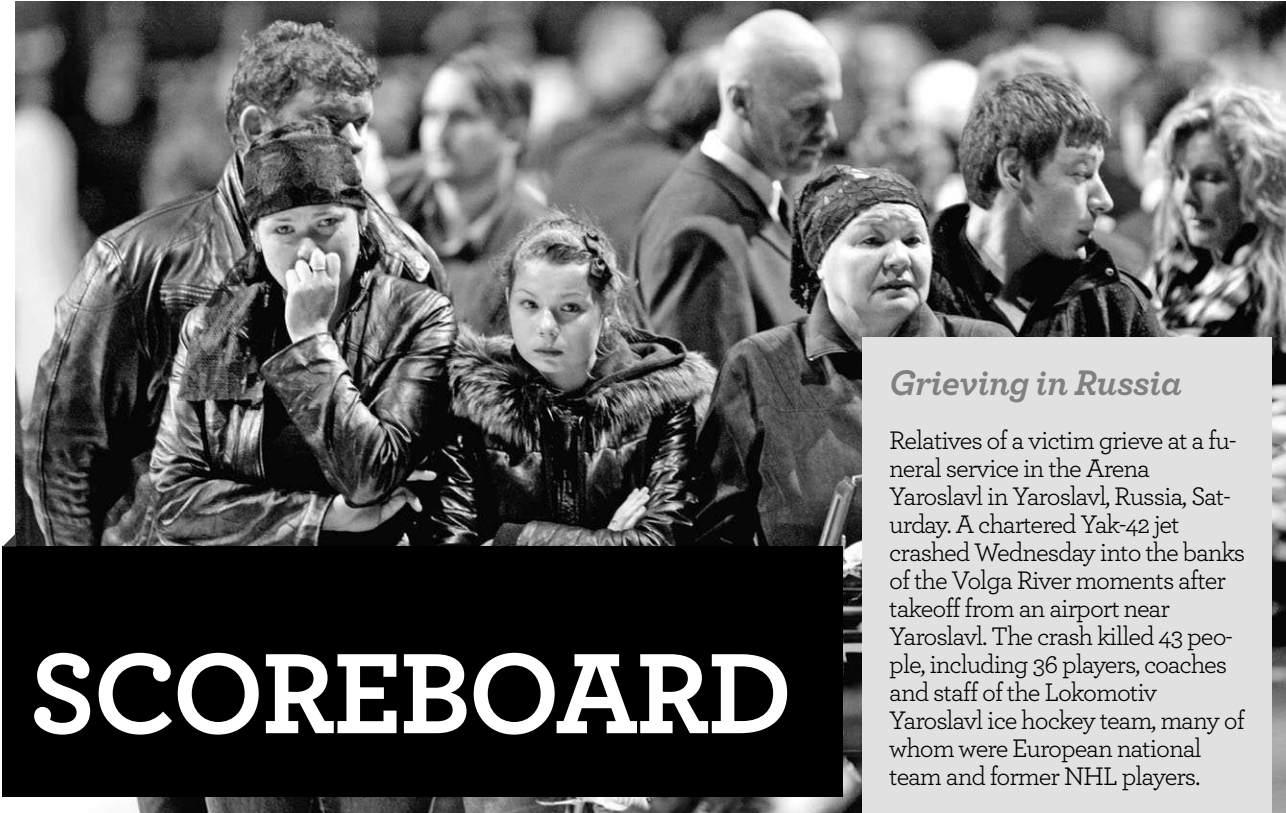 Grieving in Russia
Relatives of a victim grieve at a fu-
neral service in the Arena
Yaroslavl in Yaroslavl, Russia, Sat-
urday. A chartered Yak-42 jet
crashed Wednesday into the banks
of the Volga River moments after
takeoff from an airport near
Yaroslavl. The crash killed 43 peo-
ple, including 36 players, coaches
and staff of the Lokomotiv
Yaroslavl ice hockey team, many of
whom were European national
team and former NHL players.
SCOREBOARD